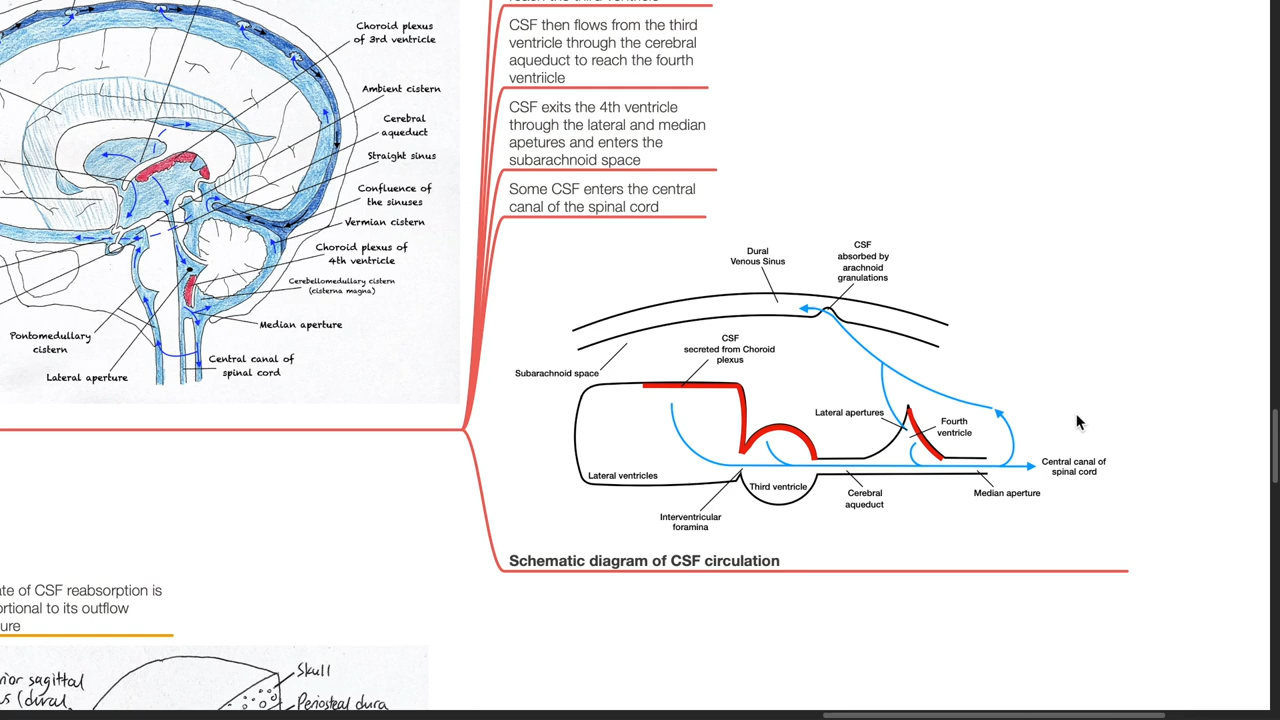 Choroid plexus
of 3rd ventricle
Ambient cistern
Cerebral
aqueduct
Straight sinus
Confluence of
the sinuses
Vermian cistern
Choroid plexus of
4th ventricle
Cerebellomedullary cistern
(cisterna magna)
Median aperture
Pontomedullary
cistern
Lateral aperture
Central canal of
spinal cord
CSF then flows from the third
ventricle through the cerebral
aqueduct to reach the fourth
ventriicle
CSF exits the 4th ventricle
through the lateral and median
apetures and enters the
subarachnoid space
Some CSF enters the central
canal of the spinal cord
Dural
Venous Sinus
CSF
absorbed by
arachnoid
granulations
CSF
secreted from Choroid
plexus
Subarachnoid space
Lateral apertures
Fourth
ventricle
Lateral ventricles
Third ventricle
Cerebral
aqueduct
Central canal of
spinal cord
Median aperture
Interventricular
foramina
Schematic diagram of CSF circulation
ate of CSF reabsorption is
ortional to its outflow
ure
rior sagittal
s (dural
Skull
Periosteal dura